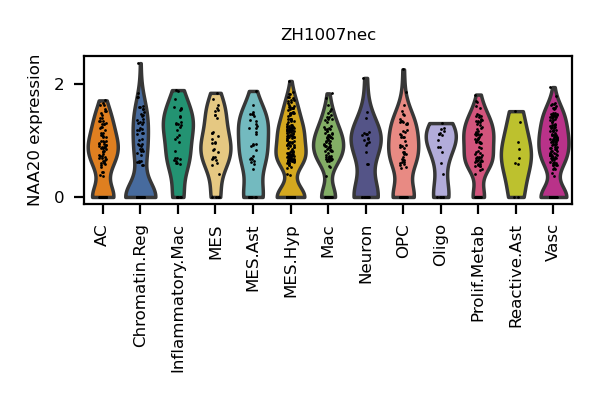 ZH1007nec
NAA20 expression
2
0
AC
Chromatin.Reg
Inflammatory.Mac
MES
MES.Ast
MES.Hyp
Mac
Neuron
OPC
Oligo
Prolif.Metab
Reactive.Ast
Vasc